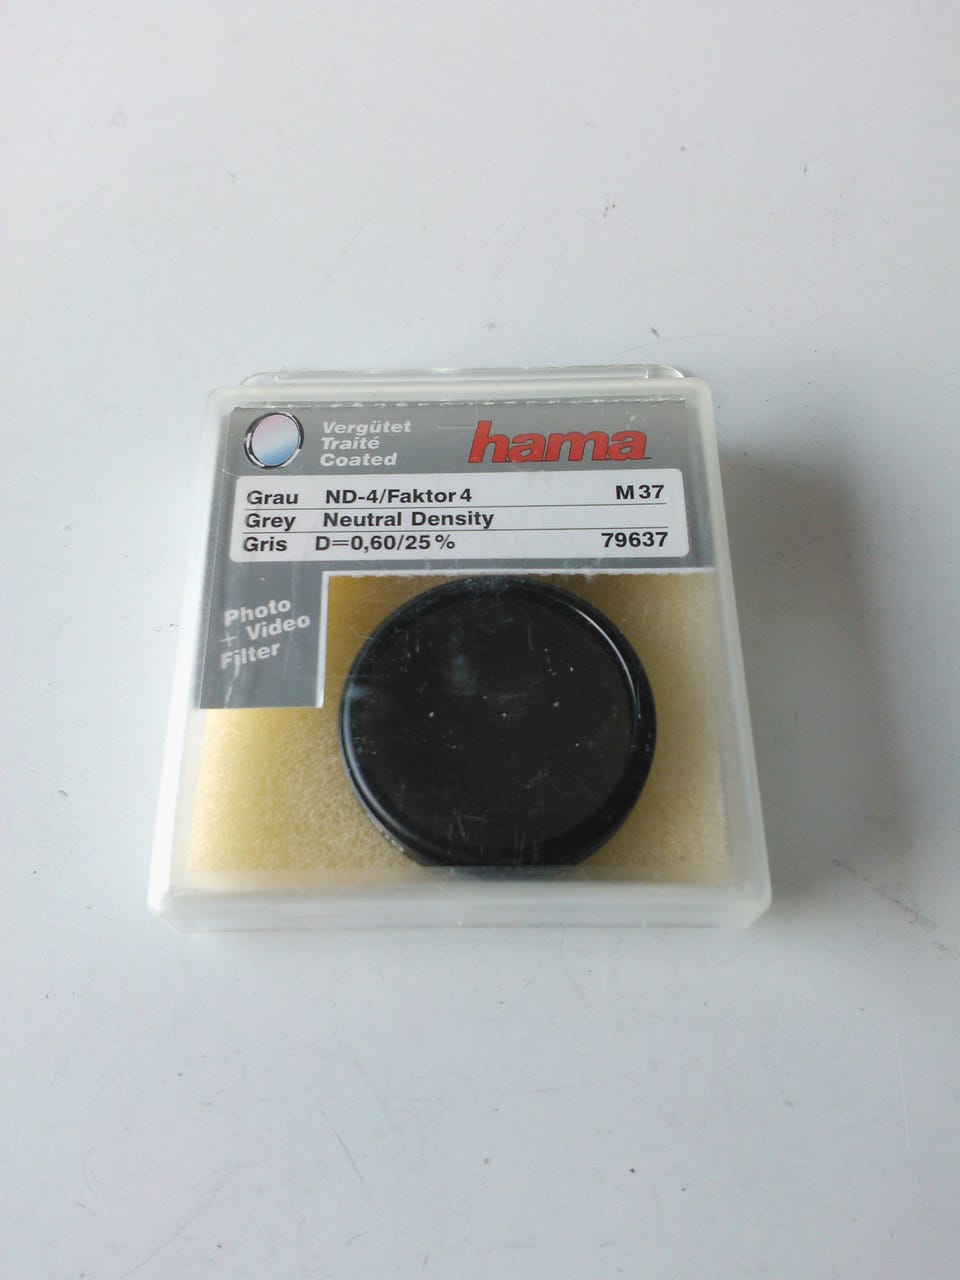 Vergütet
Traité
Coated
hama
Grau ND-4/Faktor 4 M 37
Grey Neutral Density
Gris D=0,60/25 % 79637
Photo
+ Video
Filter